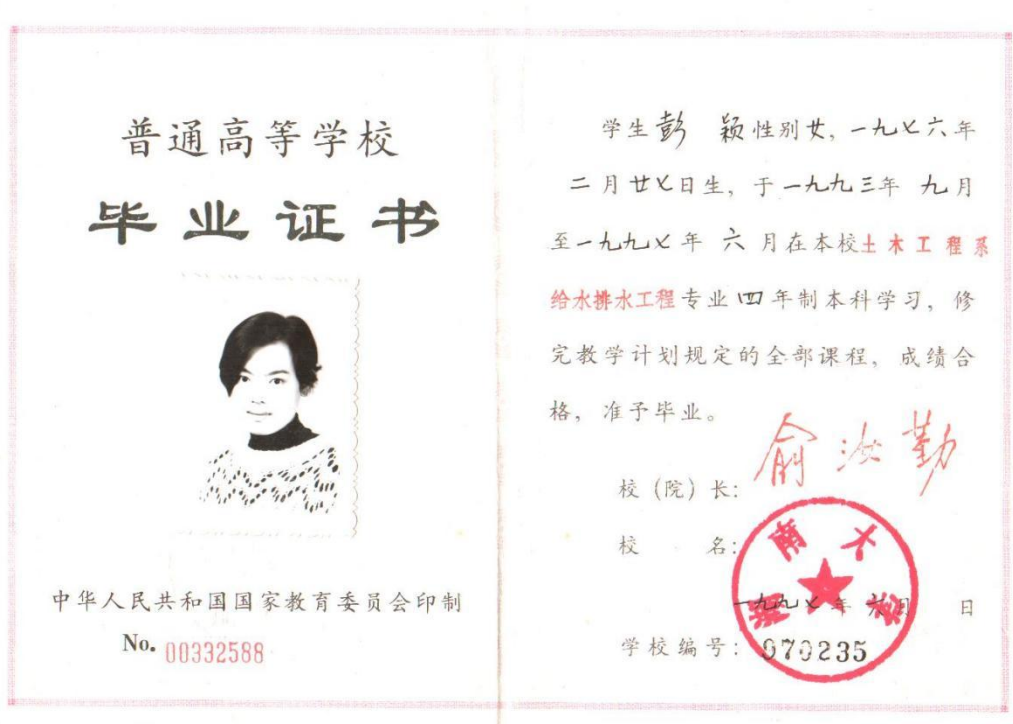 普通高等学校
毕业证书
中华人民共和国国家教育委员会印制
No. 00332588
学生彭 颖性别女,一九七六年
二月廿七日生,于一九九三年 九月
至一九九七年 六 月在本校土木工程系
给水排水工程专业 四 年制本科学习,修
完教学计划规定的全部课程,成绩合
格,准予毕业。
校(院)长: 俞汝勤
校 名:
湖南大学
一九九七年 六月 日
学校编号: 970235